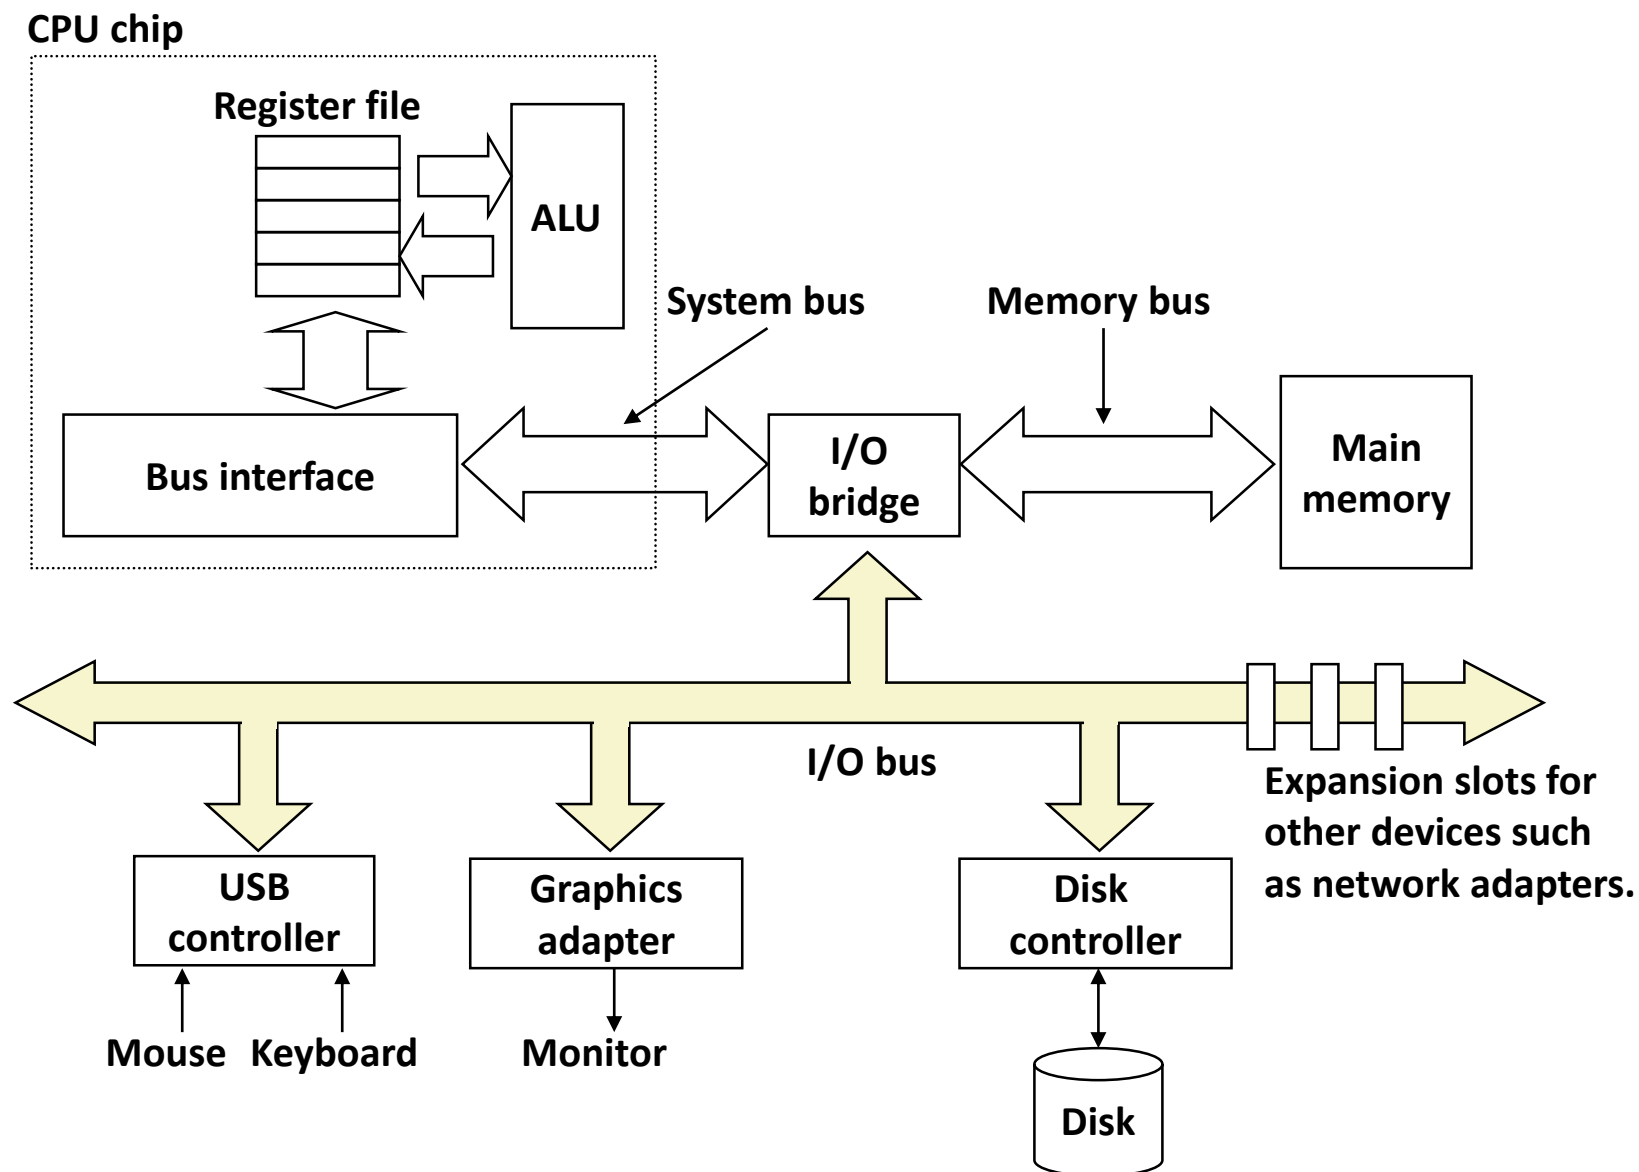 CPU chip
Register file
ALU
System bus
Memory bus
Bus interface
I/O
bridge
Main
memory
I/O bus
Expansion slots for
other devices such
as network adapters.
USB
controller
Graphics
adapter
Disk
controller
Mouse
Keyboard
Monitor
Disk